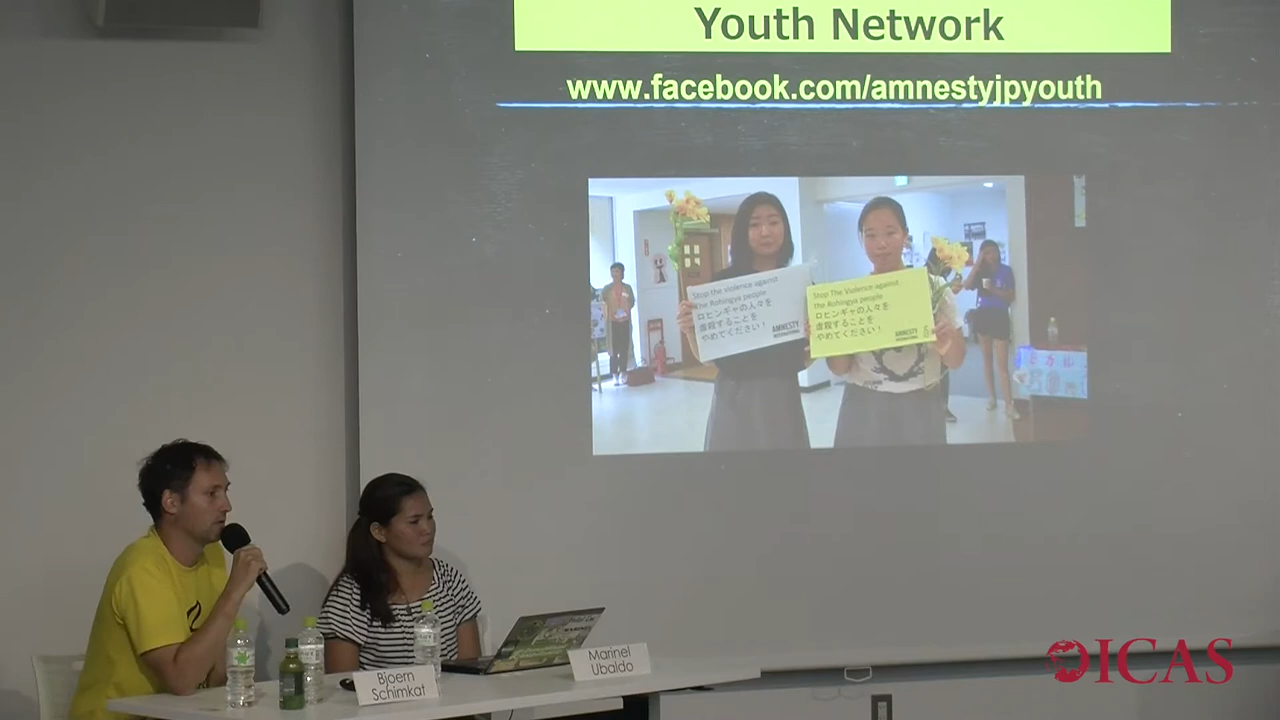 Youth Network
www.facebook.com/amnestyjpyouth
Stop the violence against
The Rohingya people
ロヒンギャの人々を
虐殺することを
やめてください！
AMNESTY
INTERNATIONAL
Stop The Violence against
The Rohingya people
ロヒンギャの人々を
虐殺することを
やめてください！
AMNESTY
INTERNATIONAL
Bjoern
Schimkat
Marinel
Ubaldo
ICAS